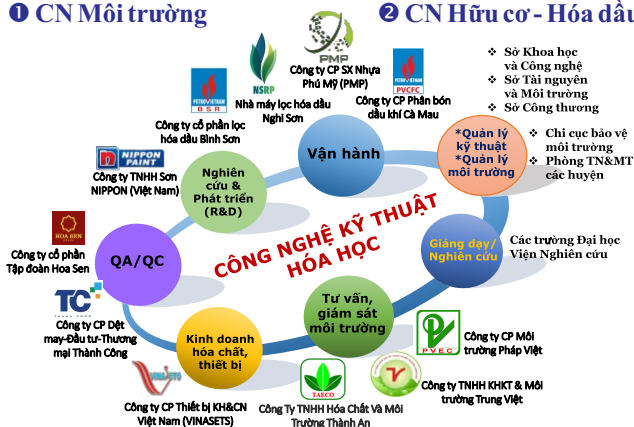 ❶ CN Môi trường
❷ CN Hữu cơ - Hóa dầu
PMP
Công ty CP SX Nhựa
Phú Mỹ (PMP)
NSRP
Nhà máy lọc hóa dầu
Nghi Sơn
PETROVIETNAM
BSR
Công ty cổ phần lọc
hóa dầu Bình Sơn
PETROVIETNAM
PVCFC
Công ty CP Phân bón
dầu khí Cà Mau
❖ Sở Khoa học
và Công nghệ
❖ Sở Tài nguyên
và Môi trường
❖ Sở Công thương
❖ Chi cục bảo vệ
môi trường
❖ Phòng TN&MT
các huyện
Vận hành
*Quản lý
kỹ thuật
*Quản lý
môi trường
NIPPON
PAINT
Công ty TNHH Sơn
NIPPON (Việt Nam)
Nghiên
cứu &
Phát triển
(R&D)
CÔNG NGHỆ KỸ THUẬT
HÓA HỌC
Giảng dạy/
Nghiên cứu
Các trường Đại học
Viện Nghiên cứu
HOA SEN
Công ty cổ phần
Tập đoàn Hoa Sen
QA/QC
TC
Công ty CP Dệt
may-Đầu tư-Thương
mại Thành Công
Kinh doanh
hóa chất,
thiết bị
Tư vấn,
giám sát
môi trường
PVEC
Công ty CP Môi
trường Pháp Việt
Công ty CP Thiết bị KH&CN
Việt Nam (VINASETS)
TAECO
Công Ty TNHH Hóa Chất Và Môi
Trường Thành An
Công ty TNHH KHKT & Môi
trường Trung Việt